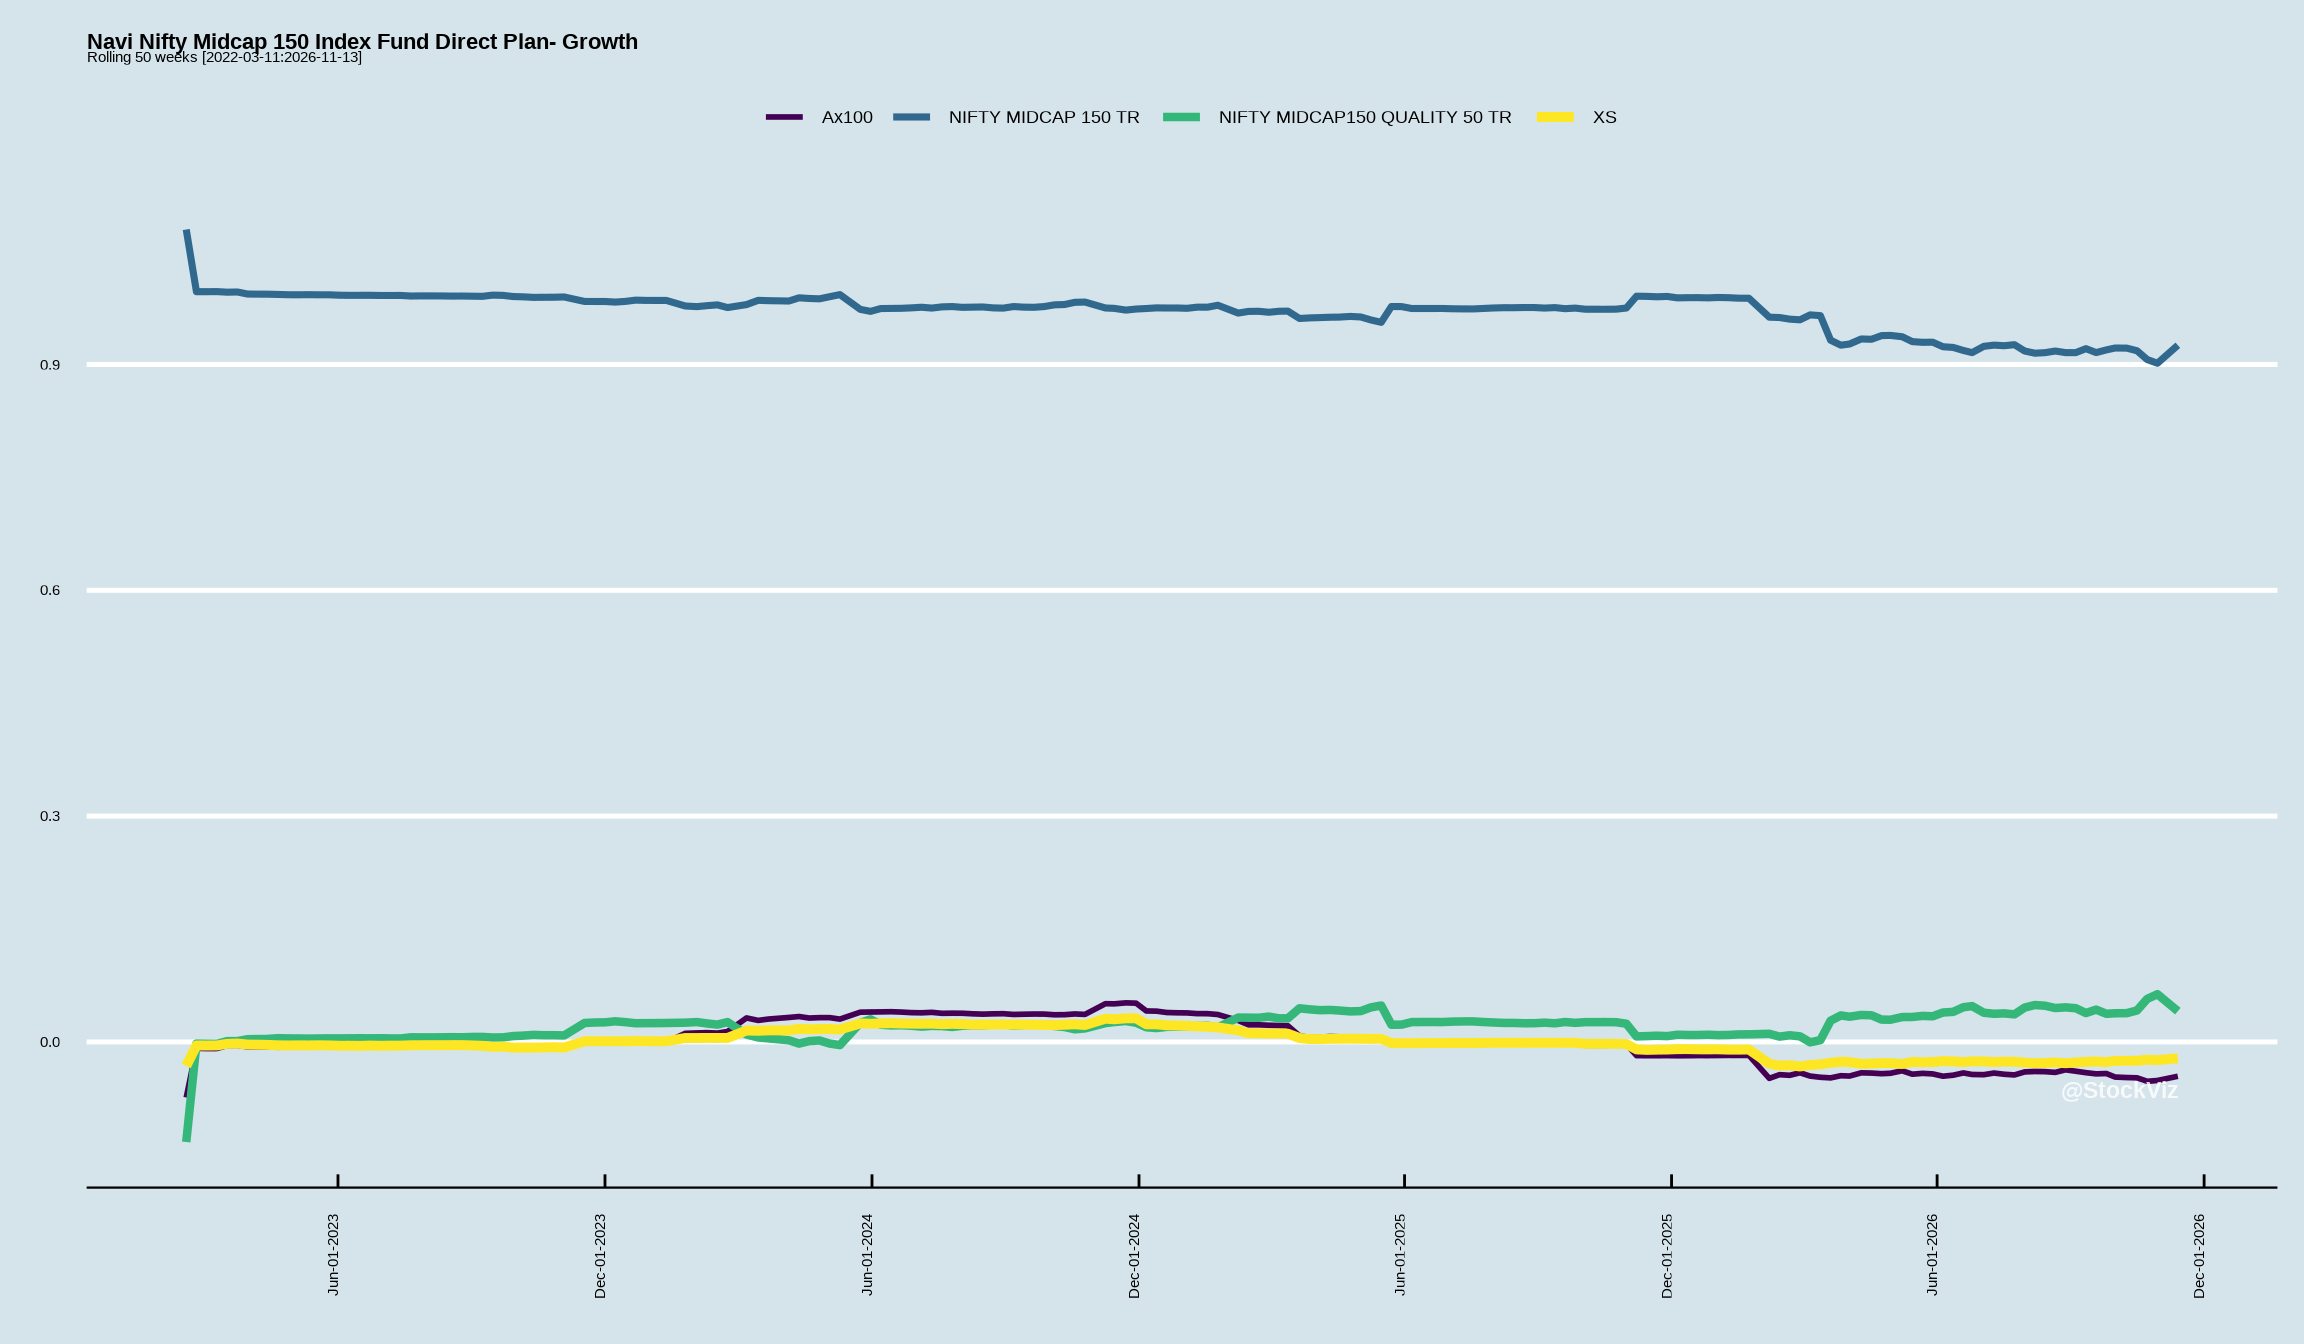 Navi Nifty Midcap 150 Index Fund Direct Plan- Growth
Rolling 50 weeks [2022-03-11:2026-11-13]
Ax100 NIFTY MIDCAP 150 TR NIFTY MIDCAP150 QUALITY 50 TR XS
0.9
0.6
0.3
0.0
@StockViz
Jun-01-2023
Dec-01-2023
Jun-01-2024
Dec-01-2024
Jun-01-2025
Dec-01-2025
Jun-01-2026
Dec-01-2026